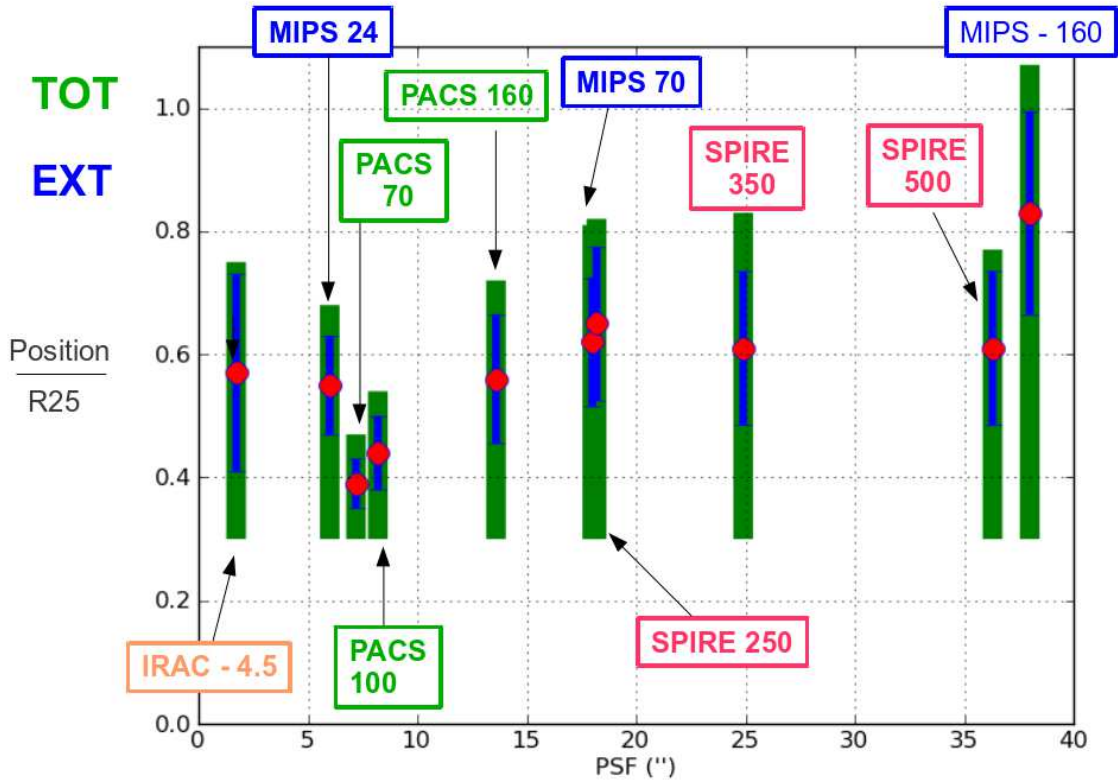 MIPS 24
MIPS - 160
TOT
PACS 160
MIPS 70
EXT
PACS
70
SPIRE
350
SPIRE
500
Position
R25
1.0
0.8
0.6
0.4
0.2
0.0
IRAC - 4.5
PACS
100
SPIRE 250
0
5
10
15
20
25
30
35
40
PSF ('')